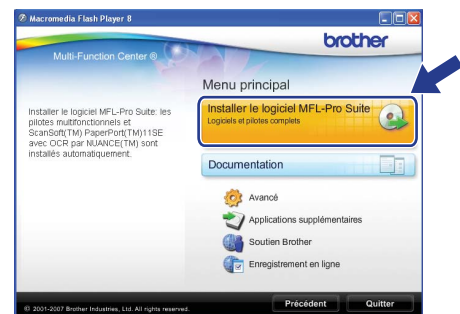 Macromedia Flash Player 8
brother
Multi-Function Center ®
Menu principal
Installer le logiciel MFL-Pro Suite: les
pilotes multifonctionnels et
ScanSoft(TM) PaperPort(TM)11SE
avec OCR par NUANCE(TM) sont
installés automatiquement.
Installer le logiciel MFL-Pro Suite
Logiciels et pilotes complets
Documentation
Avancé
Applications supplémentaires
Soutien Brother
Enregistrement en ligne
© 2001-2007 Brother Industries, Ltd. All rights reserved.
Précédent
Quitter